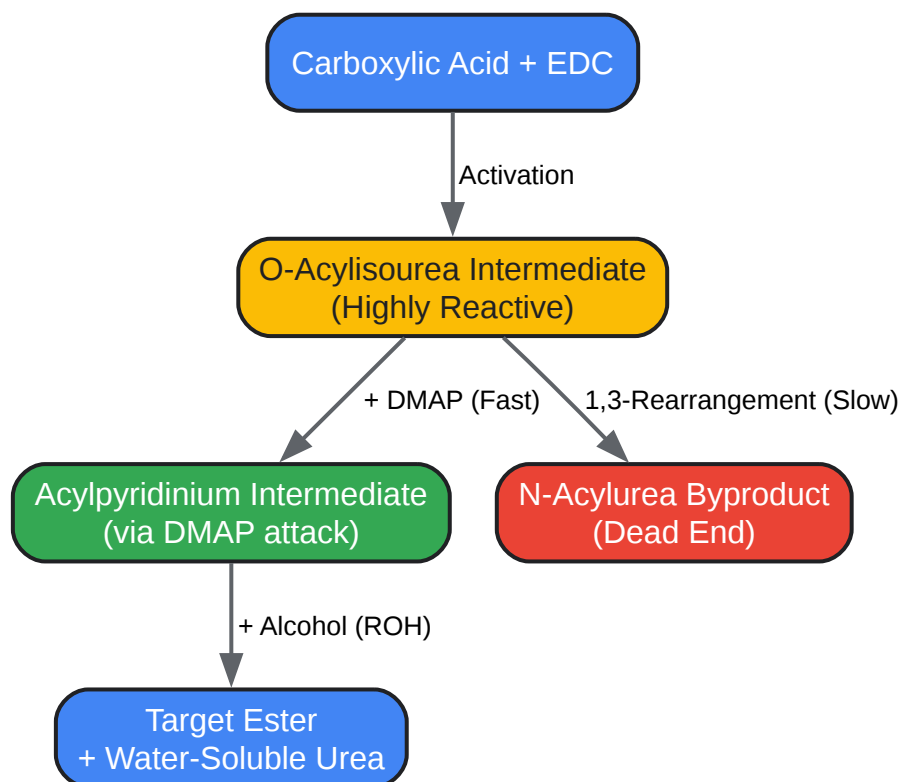 Carboxylic Acid + EDC
Activation
O-Acylisourea Intermediate
(Highly Reactive)
+ DMAP (Fast)
1,3-Rearrangement (Slow)
Acylpyridinium Intermediate
(via DMAP attack)
N-Acylurea Byproduct
(Dead End)
+ Alcohol (ROH)
Target Ester
+ Water-Soluble Urea